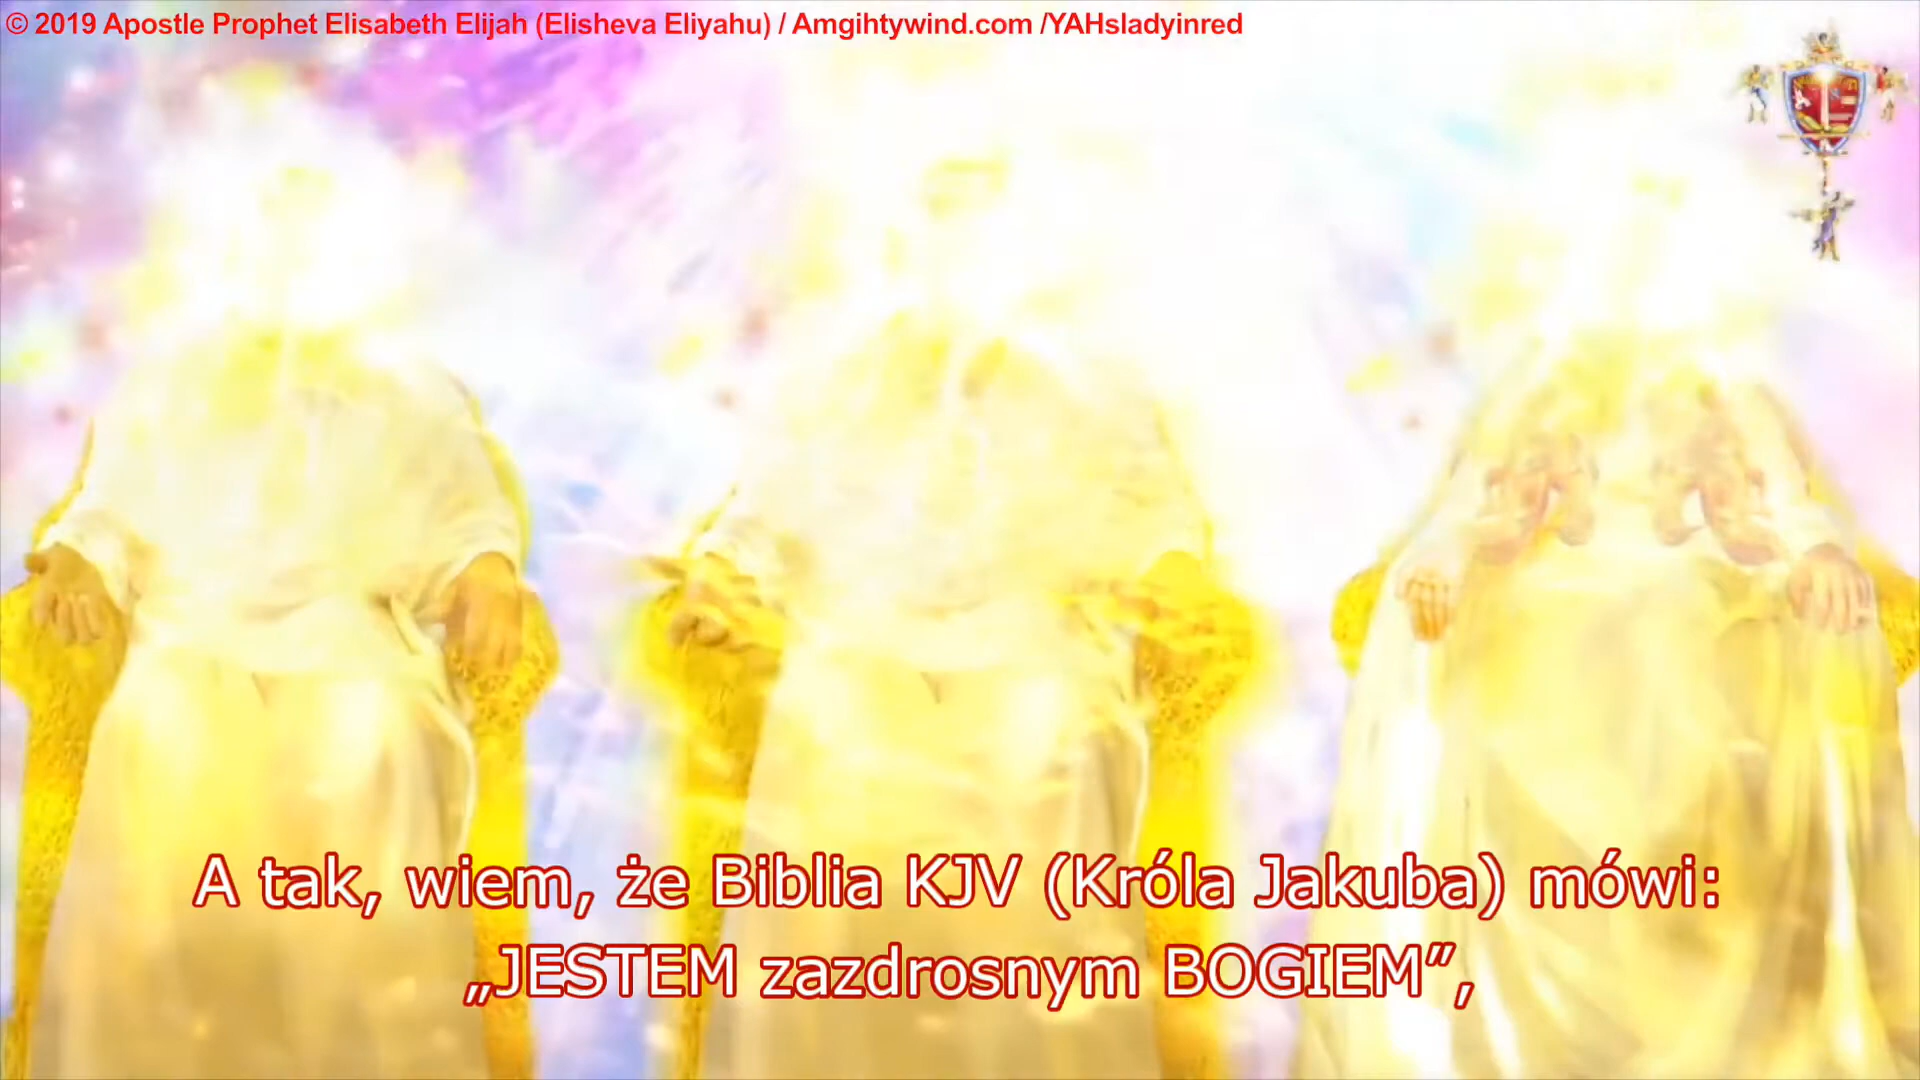 © 2019 Apostle Prophet Elisabeth Elijah (Elisheva Eliyahu) / Amgihtywind.com /YAHsladyinred
A tak, wiem, że Biblia KJV (Króla Jakuba) mówi:
„JESTEM zazdrosnym BOGIEM”,